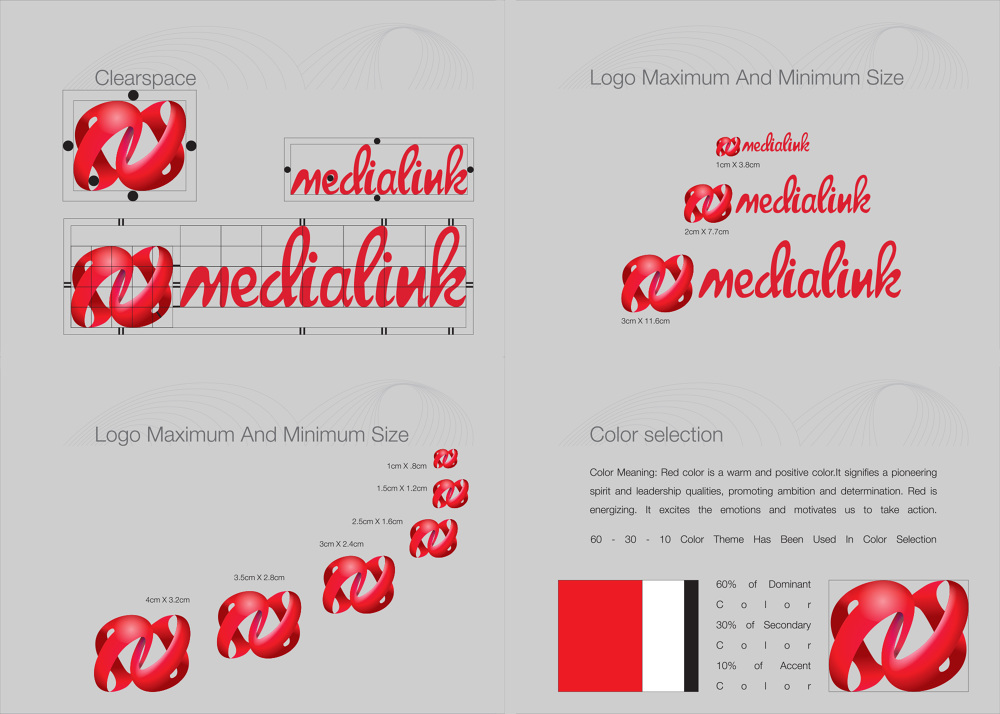 Clearspace
medialink
medialink
Logo Maximum And Minimum Size
medialink
1cm X 3.8cm
medialink
2cm X 7.7cm
medialink
3cm X 11.6cm
Logo Maximum And Minimum Size
1cm X .8cm
1.5cm X 1.2cm
2.5cm X 1.6cm
3cm X 2.4cm
3.5cm X 2.8cm
4cm X 3.2cm
Color selection
Color Meaning: Red color is a warm and positive color.It signifies a pioneering
spirit and leadership qualities, promoting ambition and determination. Red is
energizing. It excites the emotions and motivates us to take action.
60 - 30 - 10 Color Theme Has Been Used In Color Selection
60% of Dominant
Color
30% of Secondary
Color
10% of Accent
Color